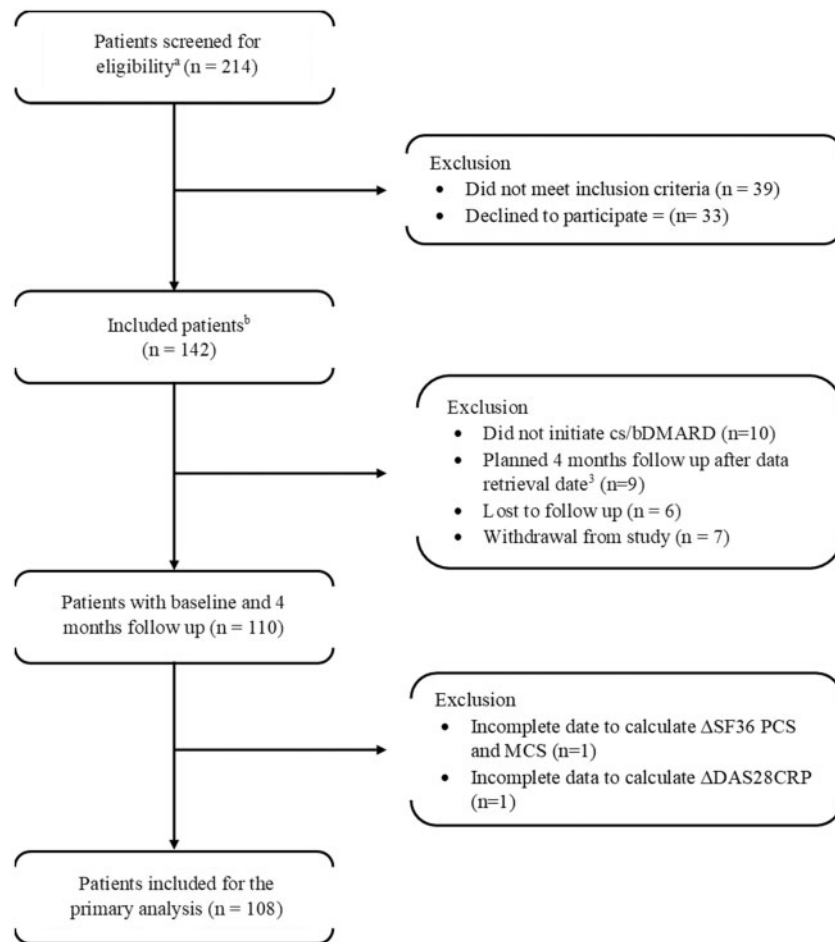 Patients screened for
eligibilityᵃ (n = 214)
Exclusion
• Did not meet inclusion criteria (n = 39)
• Declined to participate = (n= 33)
Included patientsᵇ
(n = 142)
Exclusion
• Did not initiate cs/bDMARD (n=10)
• Planned 4 months follow up after data
retrieval date³ (n=9)
• Lost to follow up (n = 6)
• Withdrawal from study (n = 7)
Patients with baseline and 4
months follow up (n = 110)
Exclusion
• Incomplete date to calculate ΔSF36 PCS
and MCS (n=1)
• Incomplete data to calculate ΔDAS28CRP
(n=1)
Patients included for the
primary analysis (n = 108)